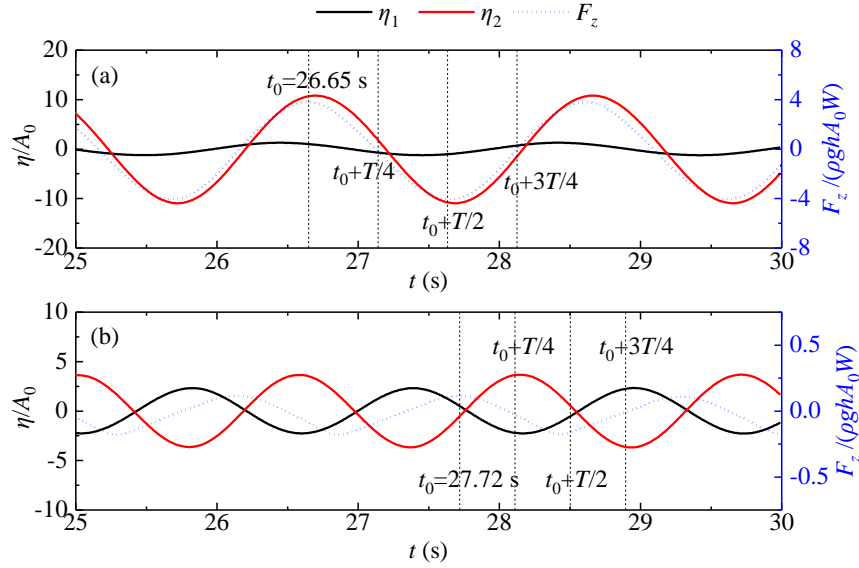 η1 η2 Fz
(a)
20
10
0
-10
-20
η/A0
t0=26.65 s
t0+T/4
t0+T/2
t0+3T/4
8
4
0
-4
-8
Fz /(ρghA0W)
25 26 27 28 29 30
t (s)
(b)
10
5
0
-5
-10
η/A0
t0+T/4 t0+3T/4
t0=27.72 s t0+T/2
0.5
0.0
-0.5
Fz /(ρghA0W)
25 26 27 28 29 30
t (s)